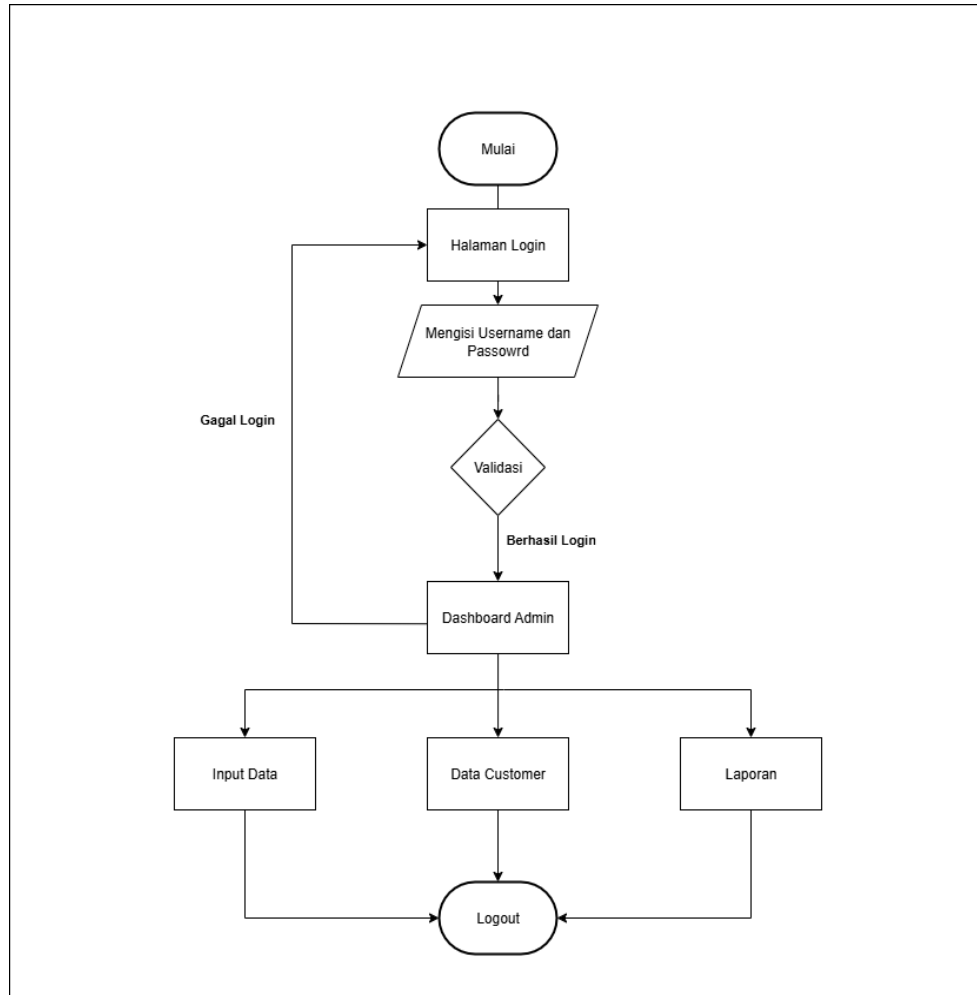 Mulai
Halaman Login
Mengisi Username dan
Passowrd
Gagal Login
Validasi
Berhasil Login
Dashboard Admin
Input Data
Data Customer
Laporan
Logout